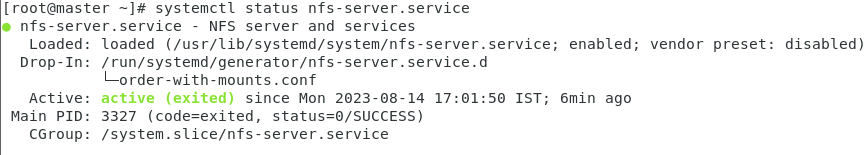 [root@master ~]# systemctl status nfs-server.service
● nfs-server.service - NFS server and services
   Loaded: loaded (/usr/lib/systemd/system/nfs-server.service; enabled; vendor preset: disabled)
  Drop-In: /run/systemd/generator/nfs-server.service.d
           └─order-with-mounts.conf
   Active: active (exited) since Mon 2023-08-14 17:01:50 IST; 6min ago
 Main PID: 3327 (code=exited, status=0/SUCCESS)
   CGroup: /system.slice/nfs-server.service